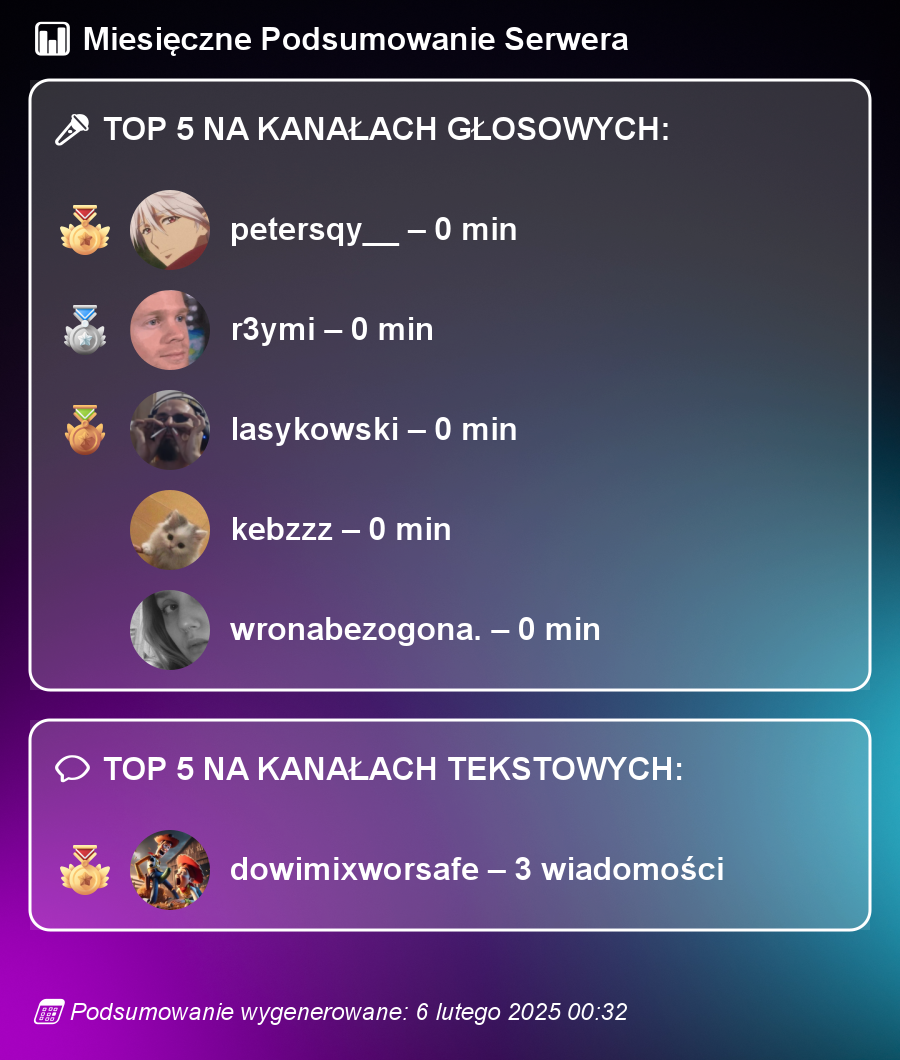 Miesięczne Podsumowanie Serwera
TOP 5 NA KANAŁACH GŁOSOWYCH:
petersqy__ – 0 min
r3ymi – 0 min
lasykowski – 0 min
kebzzz – 0 min
wronabezogona. – 0 min
TOP 5 NA KANAŁACH TEKSTOWYCH:
dowimixworsafe – 3 wiadomości
Podsumowanie wygenerowane: 6 lutego 2025 00:32